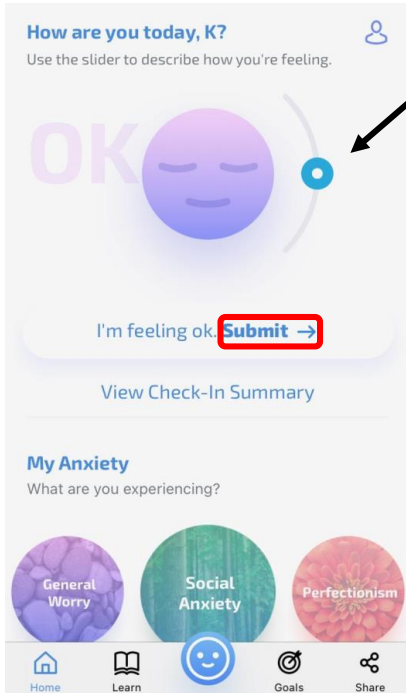 How are you today, K?
Use the slider to describe how you're feeling.
OK
I'm feeling ok. Submit →
View Check-In Summary
My Anxiety
What are you experiencing?
General
Worry
Social
Anxiety
Perfectionism
Home
Learn
Goals
Share